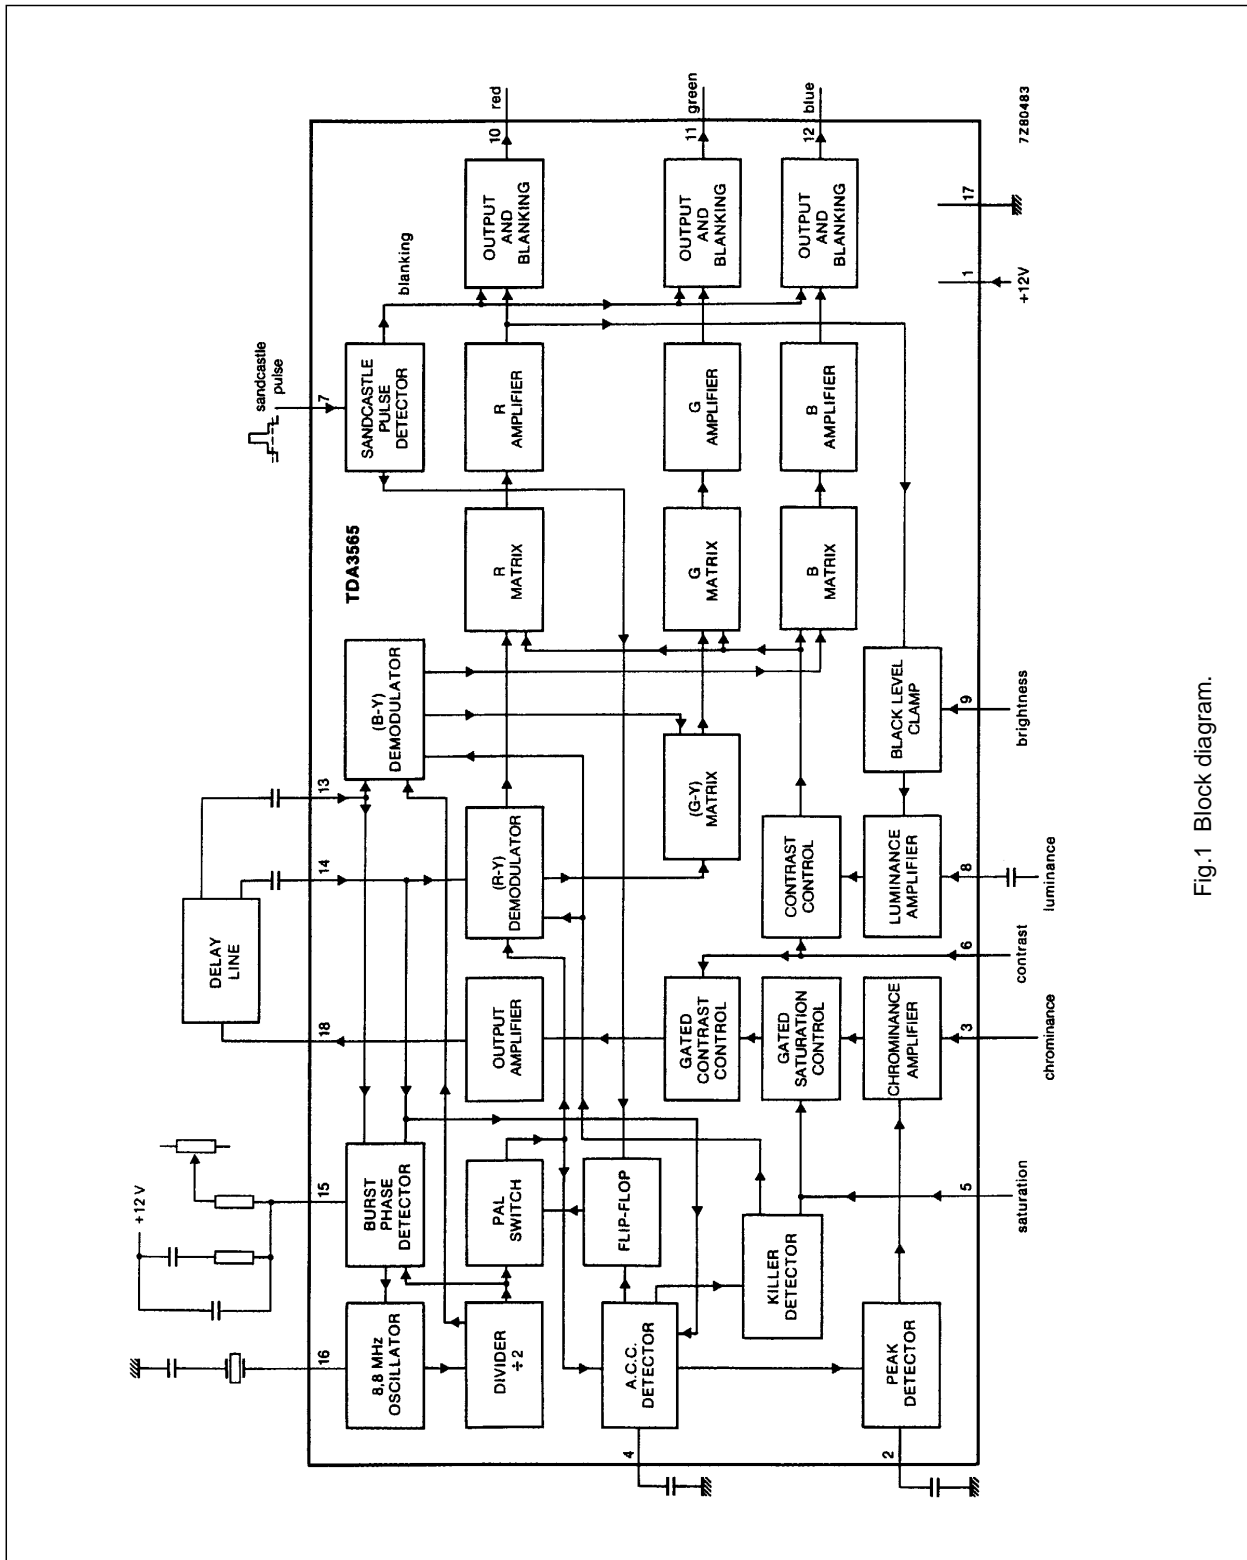 +12 V
16
15
18
14
13
sandcastle
pulse
7
TDA3565
8,8 MHz
OSCILLATOR
BURST
PHASE
DETECTOR
DELAY
LINE
(B-Y)
DEMODULATOR
SANDCASTLE
PULSE
DETECTOR
blanking
DIVIDER
÷2
PAL
SWITCH
OUTPUT
AMPLIFIER
(R-Y)
DEMODULATOR
R
MATRIX
R
AMPLIFIER
OUTPUT
AND
BLANKING
10
red
4
A.C.C.
DETECTOR
FLIP-FLOP
GATED
CONTRAST
CONTROL
(G-Y)
MATRIX
G
MATRIX
G
AMPLIFIER
OUTPUT
AND
BLANKING
11
green
KILLER
DETECTOR
GATED
SATURATION
CONTROL
CONTRAST
CONTROL
B
MATRIX
B
AMPLIFIER
OUTPUT
AND
BLANKING
12
blue
2
PEAK
DETECTOR
CHROMINANCE
AMPLIFIER
LUMINANCE
AMPLIFIER
BLACK LEVEL
CLAMP
5
3
6
8
9
1
17
saturation
chrominance
contrast
luminance
brightness
+12V
7Z80483
Fig.1 Block diagram.